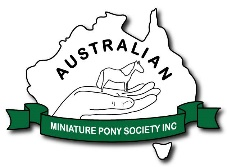 AUSTRALIAN
MINIATURE PONY SOCIETY INC